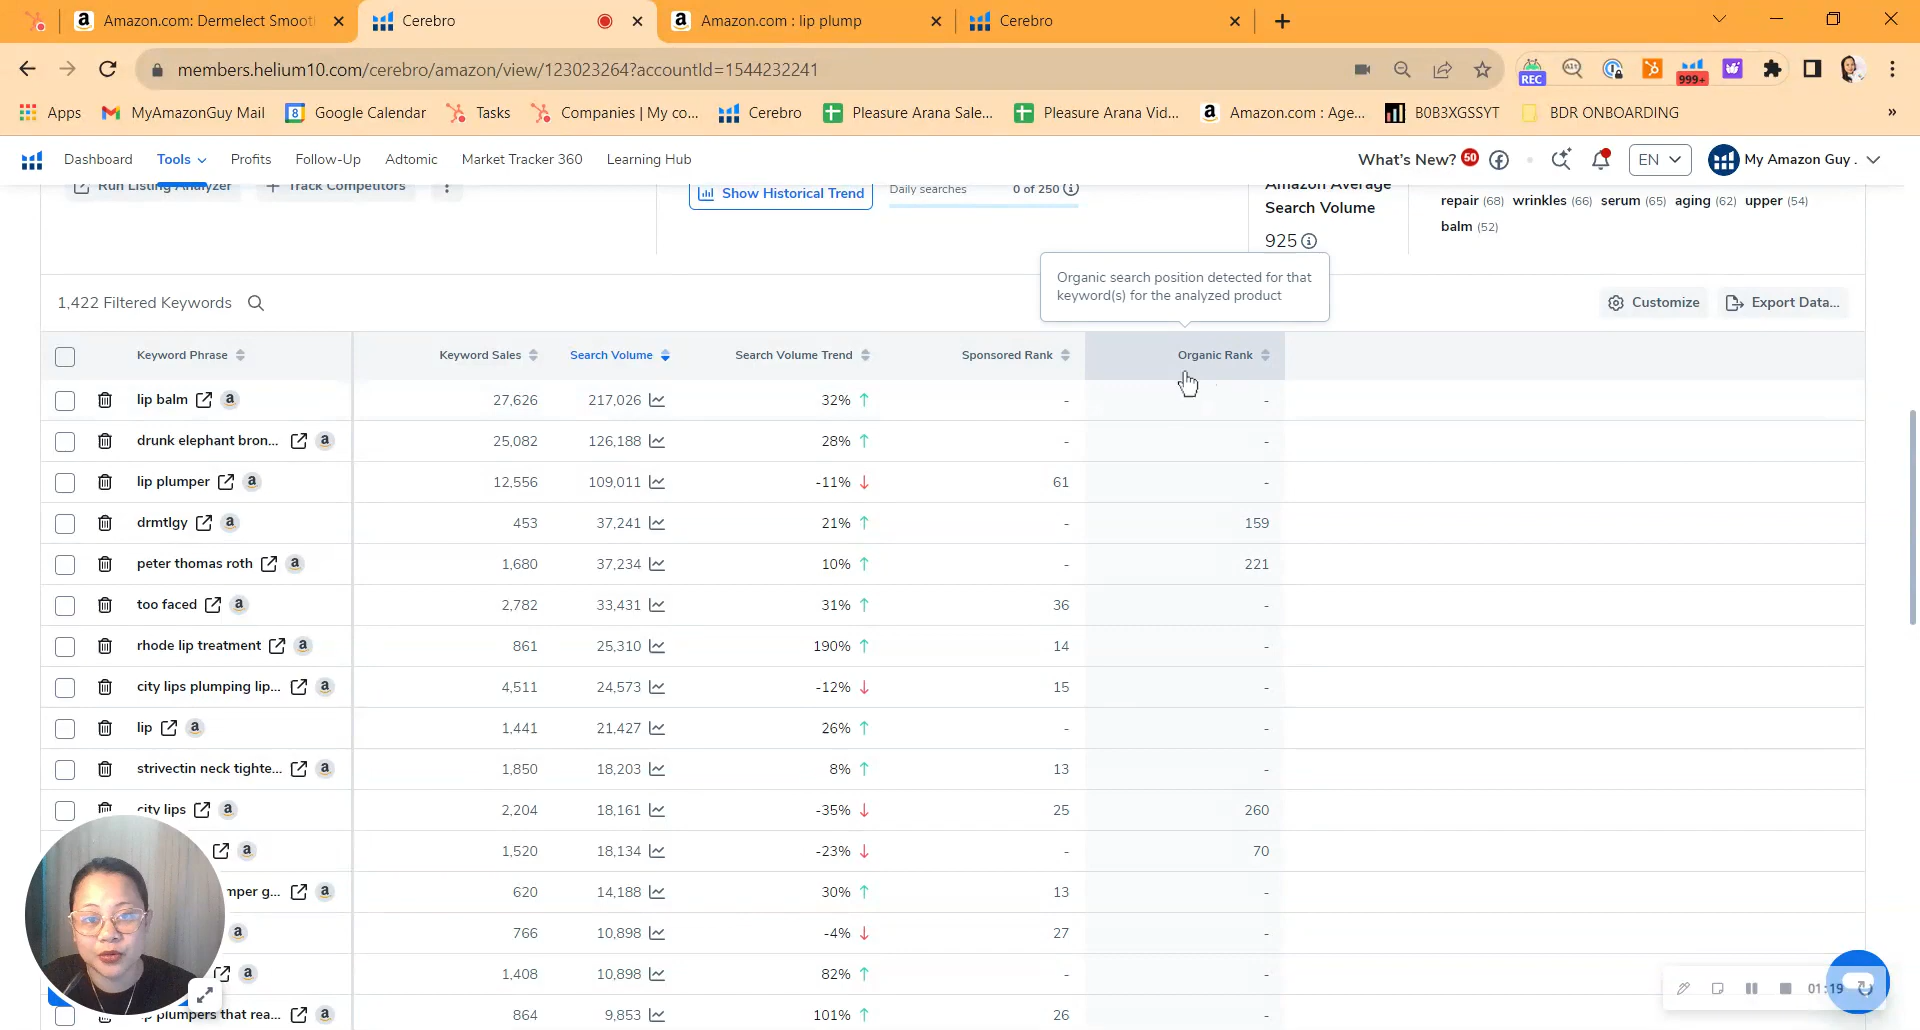 Amazon.com: Dermelect Smooth
Cerebro
Amazon.com : lip plump
Cerebro
members.helium10.com/cerebro/amazon/view/123023264?accountId=1544232241
REC
999+
Apps
MyAmazonGuy Mail
Google Calendar
Tasks
Companies | My co...
Cerebro
Pleasure Arana Sale...
Pleasure Arana Vid...
Amazon.com : Age...
B0B3XGSSYT
BDR ONBOARDING
»
Dashboard
Tools
Profits
Follow-Up
Adtomic
Market Tracker 360
Learning Hub
What's New? 50
EN
My Amazon Guy .
Run Listing Analyzer
Track Competitors
Show Historical Trend
Daily searches 0 of 250
Amazon Average
Search Volume
925
repair (68) wrinkles (66) serum (65) aging (62) upper (54)
balm (52)
Organic search position detected for that
keyword(s) for the analyzed product
1,422 Filtered Keywords
Customize
Export Data...
Keyword Phrase Keyword Sales Search Volume Search Volume Trend Sponsored Rank Organic Rank
lip balm 27,626 217,026 32% - -
drunk elephant bron... 25,082 126,188 28% - -
lip plumper 12,556 109,011 -11% 61 -
drmtlgy 453 37,241 21% - 159
peter thomas roth 1,680 37,234 10% - 221
too faced 2,782 33,431 31% 36 -
rhode lip treatment 861 25,310 190% 14 -
city lips plumping lip... 4,511 24,573 -12% 15 -
lip 1,441 21,427 26% - -
strivectin neck tighte... 1,850 18,203 8% 13 -
city lips 2,204 18,161 -35% 25 260
1,520 18,134 -23% - 70
mper g... 620 14,188 30% 13 -
766 10,898 -4% 27 -
1,408 10,898 82% - -
plumpers that rea... 864 9,853 101% 26 -
01:19